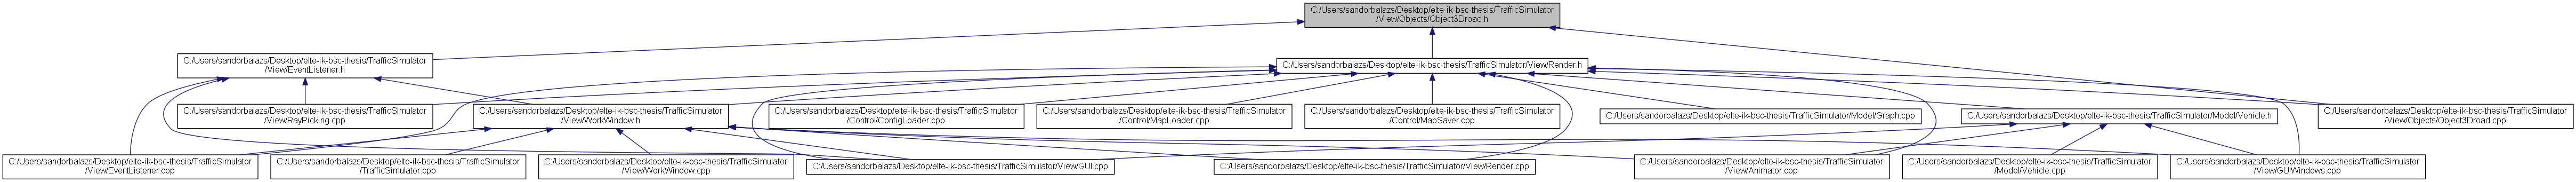 C:/Users/sandorbalazs/Desktop/elte-ik-bsc-thesis/TrafficSimulator
/View/Objects/Object3Droad.h
C:/Users/sandorbalazs/Desktop/elte-ik-bsc-thesis/TrafficSimulator
/View/EventListener.h
C:/Users/sandorbalazs/Desktop/elte-ik-bsc-thesis/TrafficSimulator/View/Render.h
C:/Users/sandorbalazs/Desktop/elte-ik-bsc-thesis/TrafficSimulator
/View/RayPicking.cpp
C:/Users/sandorbalazs/Desktop/elte-ik-bsc-thesis/TrafficSimulator
/View/WorkWindow.h
C:/Users/sandorbalazs/Desktop/elte-ik-bsc-thesis/TrafficSimulator
/Control/ConfigLoader.cpp
C:/Users/sandorbalazs/Desktop/elte-ik-bsc-thesis/TrafficSimulator
/Control/MapLoader.cpp
C:/Users/sandorbalazs/Desktop/elte-ik-bsc-thesis/TrafficSimulator
/Control/MapSaver.cpp
C:/Users/sandorbalazs/Desktop/elte-ik-bsc-thesis/TrafficSimulator/Model/Graph.cpp
C:/Users/sandorbalazs/Desktop/elte-ik-bsc-thesis/TrafficSimulator/Model/Vehicle.h
C:/Users/sandorbalazs/Desktop/elte-ik-bsc-thesis/TrafficSimulator
/View/Objects/Object3Droad.cpp
C:/Users/sandorbalazs/Desktop/elte-ik-bsc-thesis/TrafficSimulator
/View/EventListener.cpp
C:/Users/sandorbalazs/Desktop/elte-ik-bsc-thesis/TrafficSimulator
/TrafficSimulator.cpp
C:/Users/sandorbalazs/Desktop/elte-ik-bsc-thesis/TrafficSimulator
/View/WorkWindow.cpp
C:/Users/sandorbalazs/Desktop/elte-ik-bsc-thesis/TrafficSimulator/View/GUI.cpp
C:/Users/sandorbalazs/Desktop/elte-ik-bsc-thesis/TrafficSimulator/View/Render.cpp
C:/Users/sandorbalazs/Desktop/elte-ik-bsc-thesis/TrafficSimulator
/View/Animator.cpp
C:/Users/sandorbalazs/Desktop/elte-ik-bsc-thesis/TrafficSimulator
/Model/Vehicle.cpp
C:/Users/sandorbalazs/Desktop/elte-ik-bsc-thesis/TrafficSimulator
/View/GUIWindows.cpp